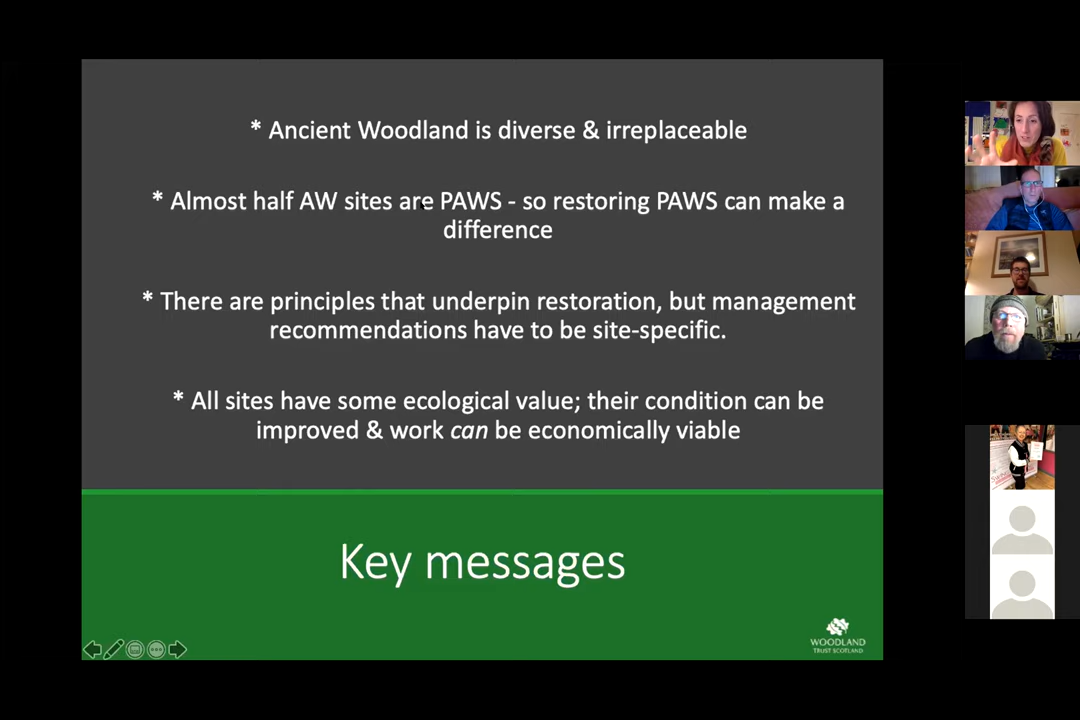 * Ancient Woodland is diverse & irreplaceable
* Almost half AW sites are PAWS - so restoring PAWS can make a
difference
* There are principles that underpin restoration, but management
recommendations have to be site-specific.
* All sites have some ecological value; their condition can be
improved & work can be economically viable
Key messages
WOODLAND
TRUST SCOTLAND